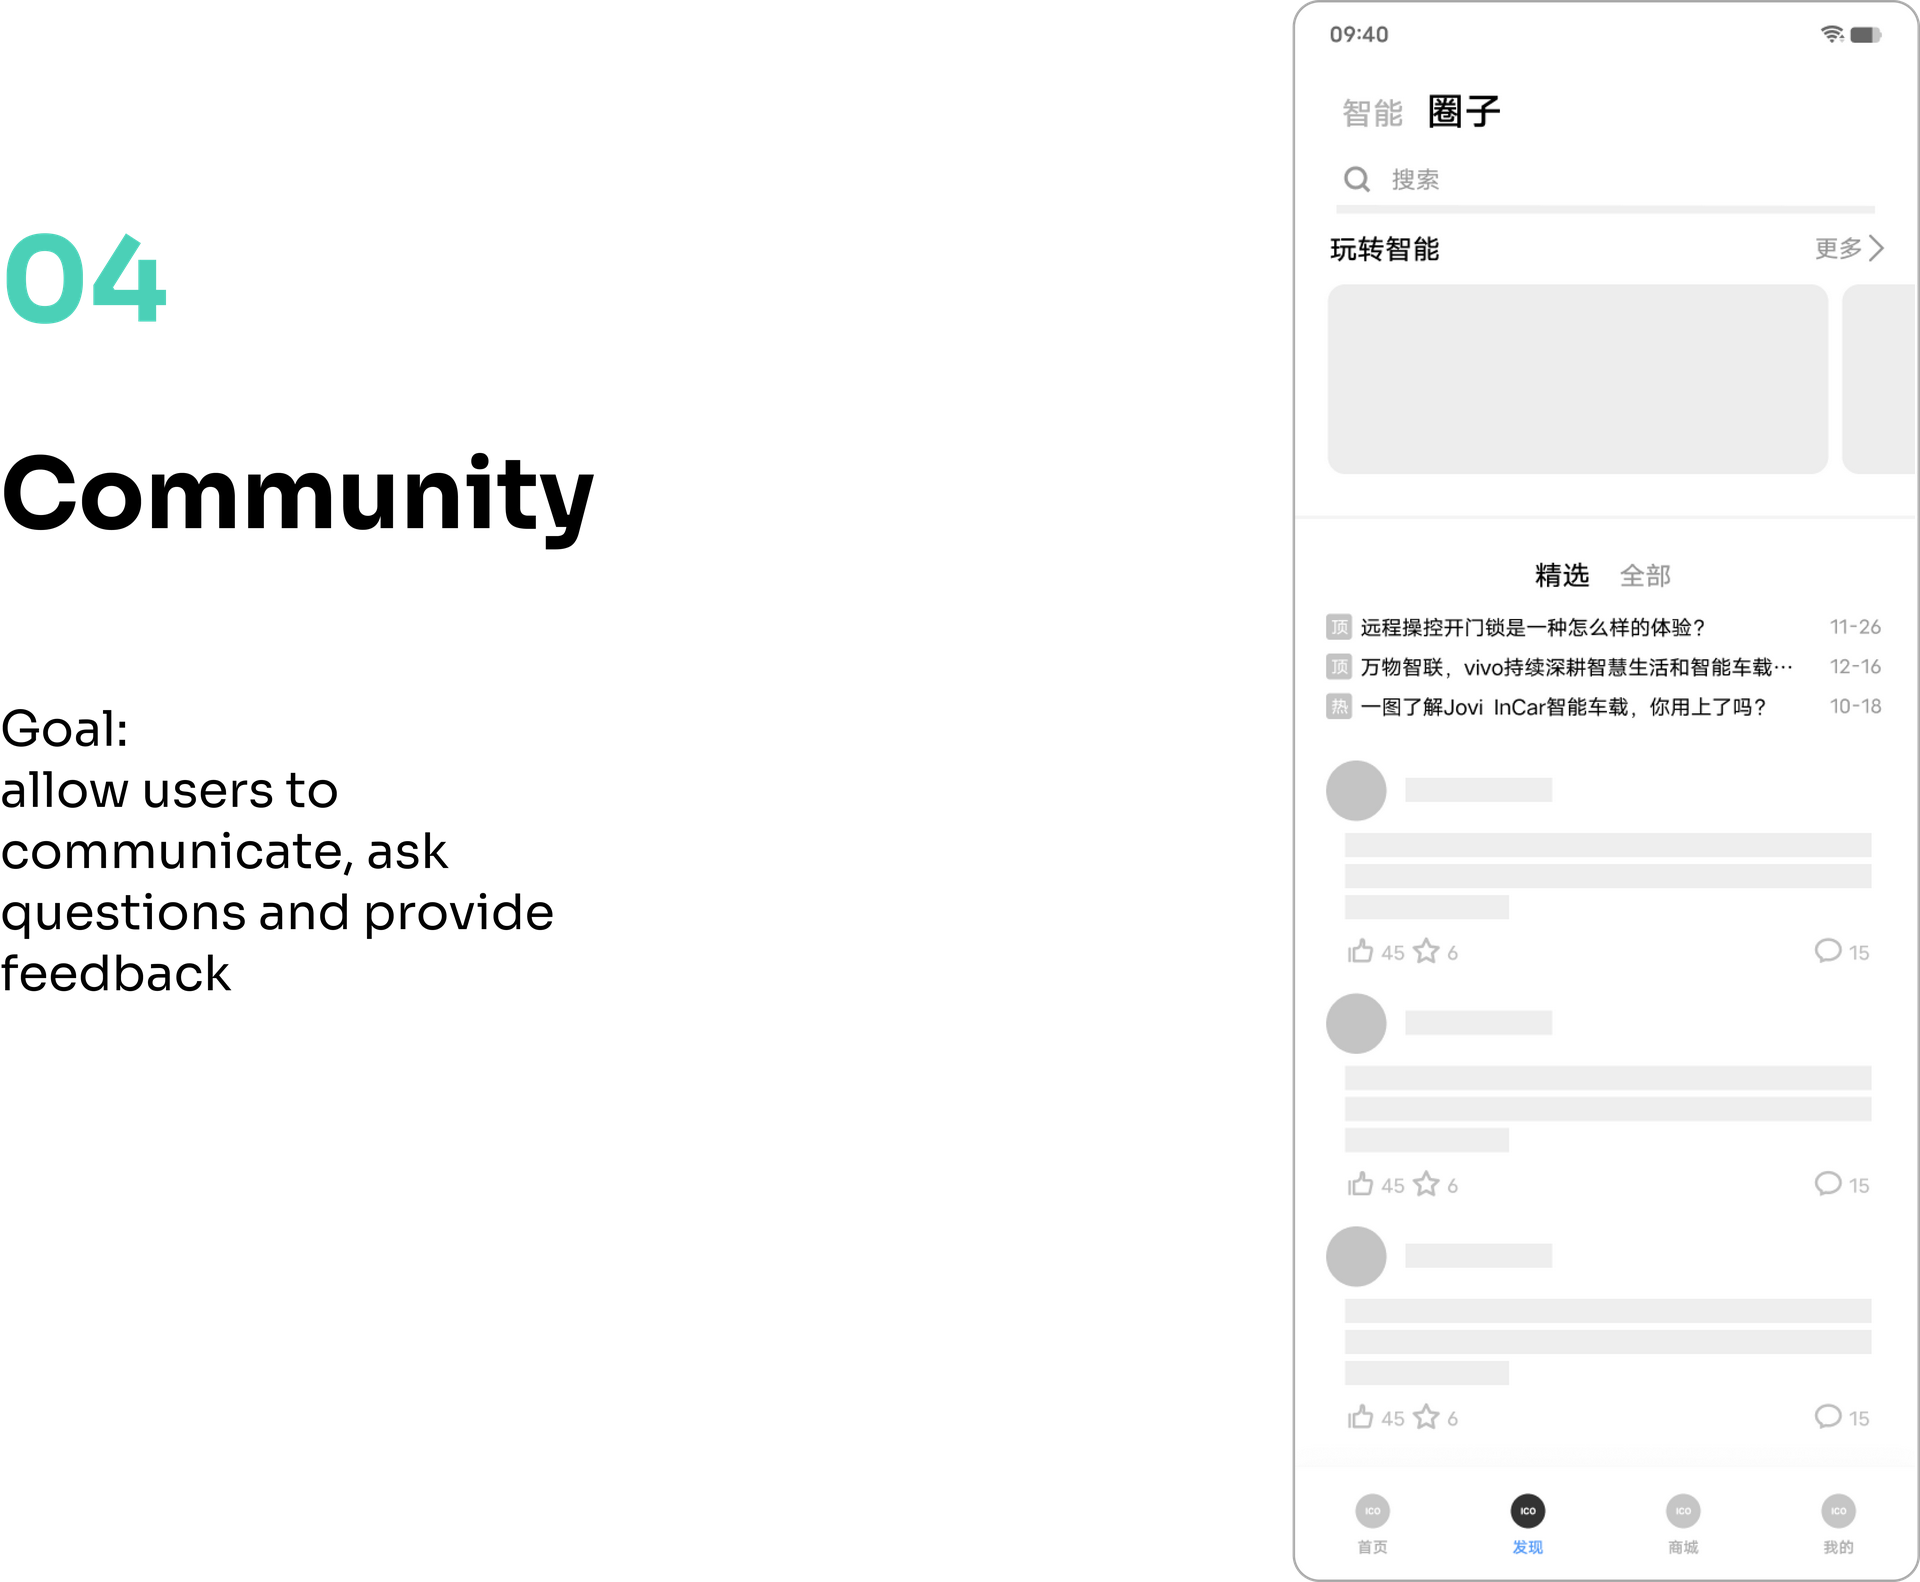 04
Community
Goal:
allow users to
communicate, ask
questions and provide
feedback
09:40
智能 圈子
搜索
玩转智能 更多
精选 全部
顶 远程操控开门锁是一种怎么样的体验? 11-26
顶 万物智联，vivo持续深耕智慧生活和智能车载… 12-16
热 一图了解Jovi InCar智能车载，你用上了吗? 10-18
45 6 15
45 6 15
45 6 15
ICO ICO ICO ICO
首页 发现 商城 我的